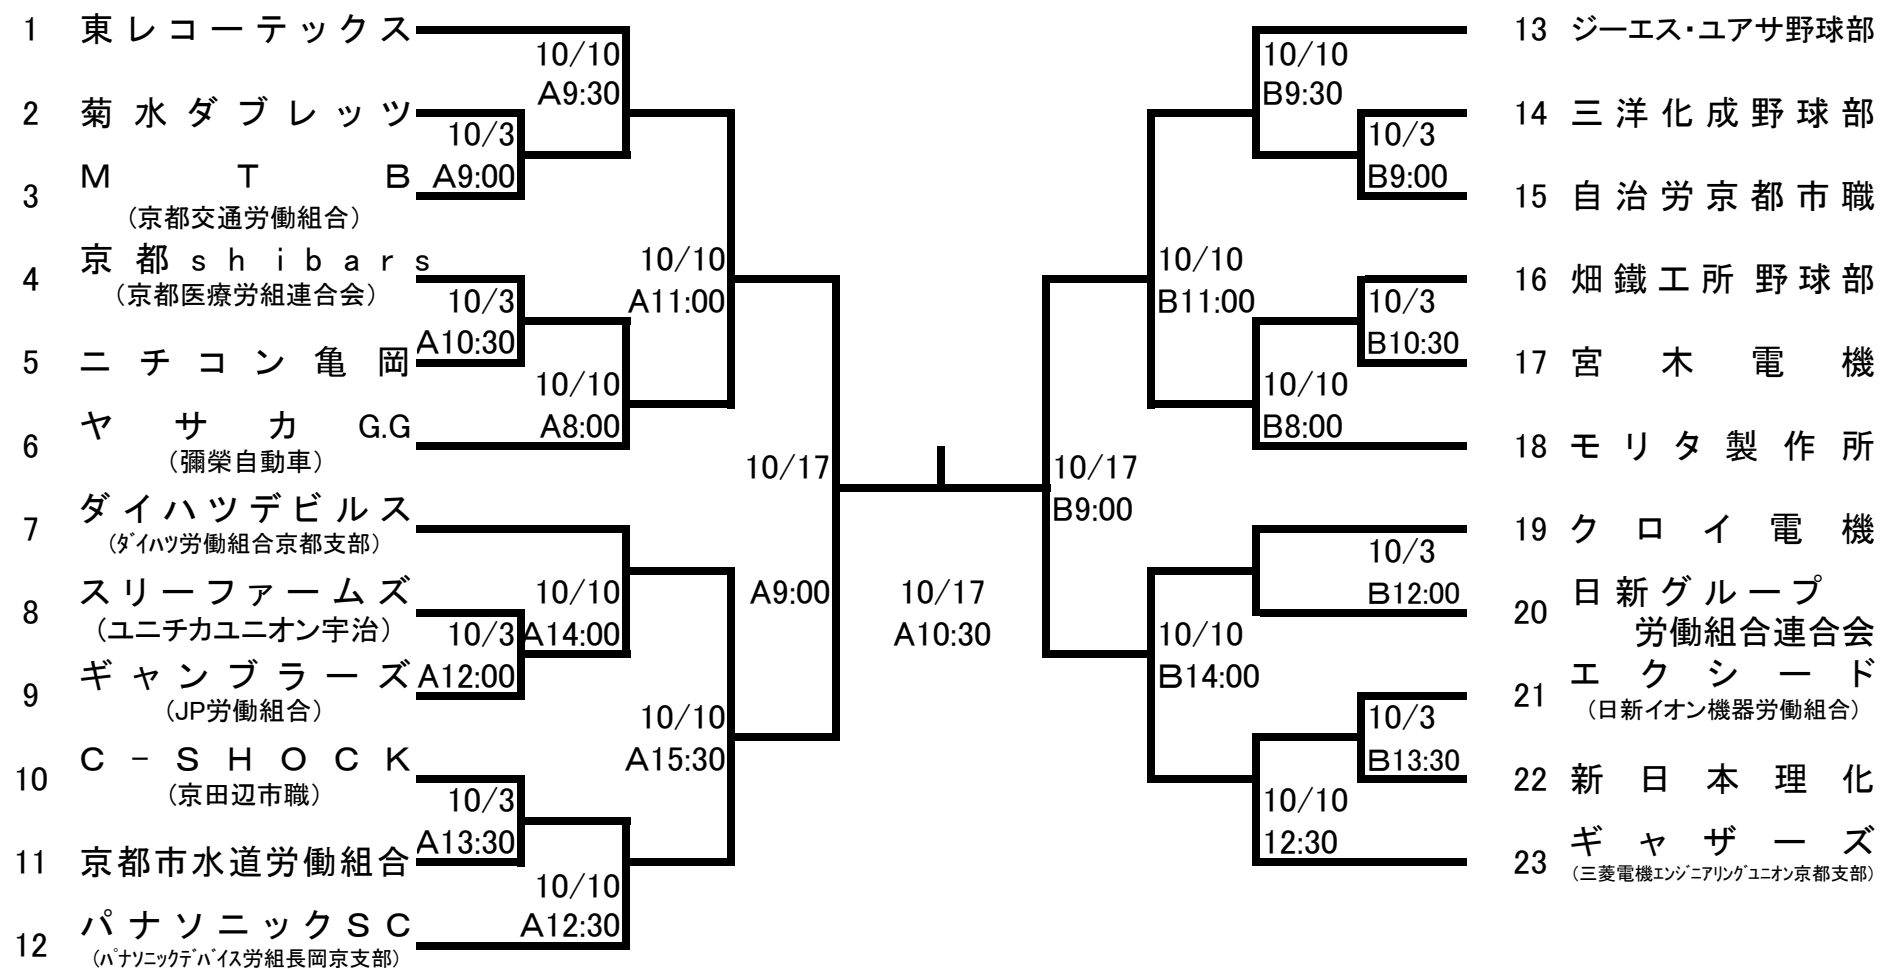 1 東レコーテックス
10/10
A9:30
2 菊水ダブレッツ
10/3
A9:00
3 MTB
(京都交通労働組合)
4 京都shibars
(京都医療労組連合会)
10/3
A10:30
10/10
A11:00
5 ニチコン亀岡
10/10
A8:00
6 ヤサカG.G
(彌榮自動車)
10/17
A9:00
7 ダイハツデビルス
(ﾀﾞｲﾊﾂ労働組合京都支部)
8 スリーファームズ
(ユニチカユニオン宇治)
10/10
A14:00
10/3
A12:00
9 ギャンブラーズ
(JP労働組合)
10/10
A15:30
10 C-SHOCK
(京田辺市職)
10/3
A13:30
11 京都市水道労働組合
10/10
A12:30
12 パナソニックSC
(ﾊﾟﾅｿﾆｯｸﾃﾞﾊﾞｲｽ労組長岡京支部)
10/17
A10:30
13 ジーエス・ユアサ野球部
10/10
B9:30
14 三洋化成野球部
10/3
B9:00
15 自治労京都市職
10/10
B11:00
16 畑鐵工所野球部
10/3
B10:30
17 宮木電機
10/10
B8:00
18 モリタ製作所
10/17
B9:00
19 クロイ電機
10/3
B12:00
20 日新グループ
労働組合連合会
10/10
B14:00
21 エクシード
(日新イオン機器労働組合)
10/3
B13:30
22 新日本理化
10/10
12:30
23 ギャザーズ
(三菱電機ｴﾝｼﾞﾆｱﾘﾝｸﾞﾕﾆｵﾝ京都支部)